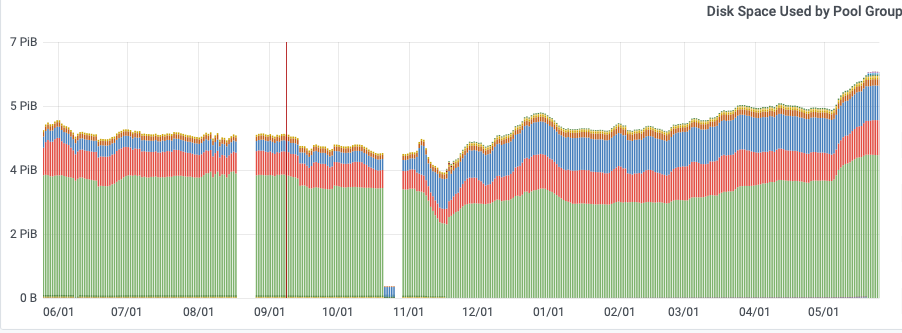 Disk Space Used by Pool Group
7 PiB
5 PiB
4 PiB
2 PiB
0 B
06/01 07/01 08/01 09/01 10/01 11/01 12/01 01/01 02/01 03/01 04/01 05/01